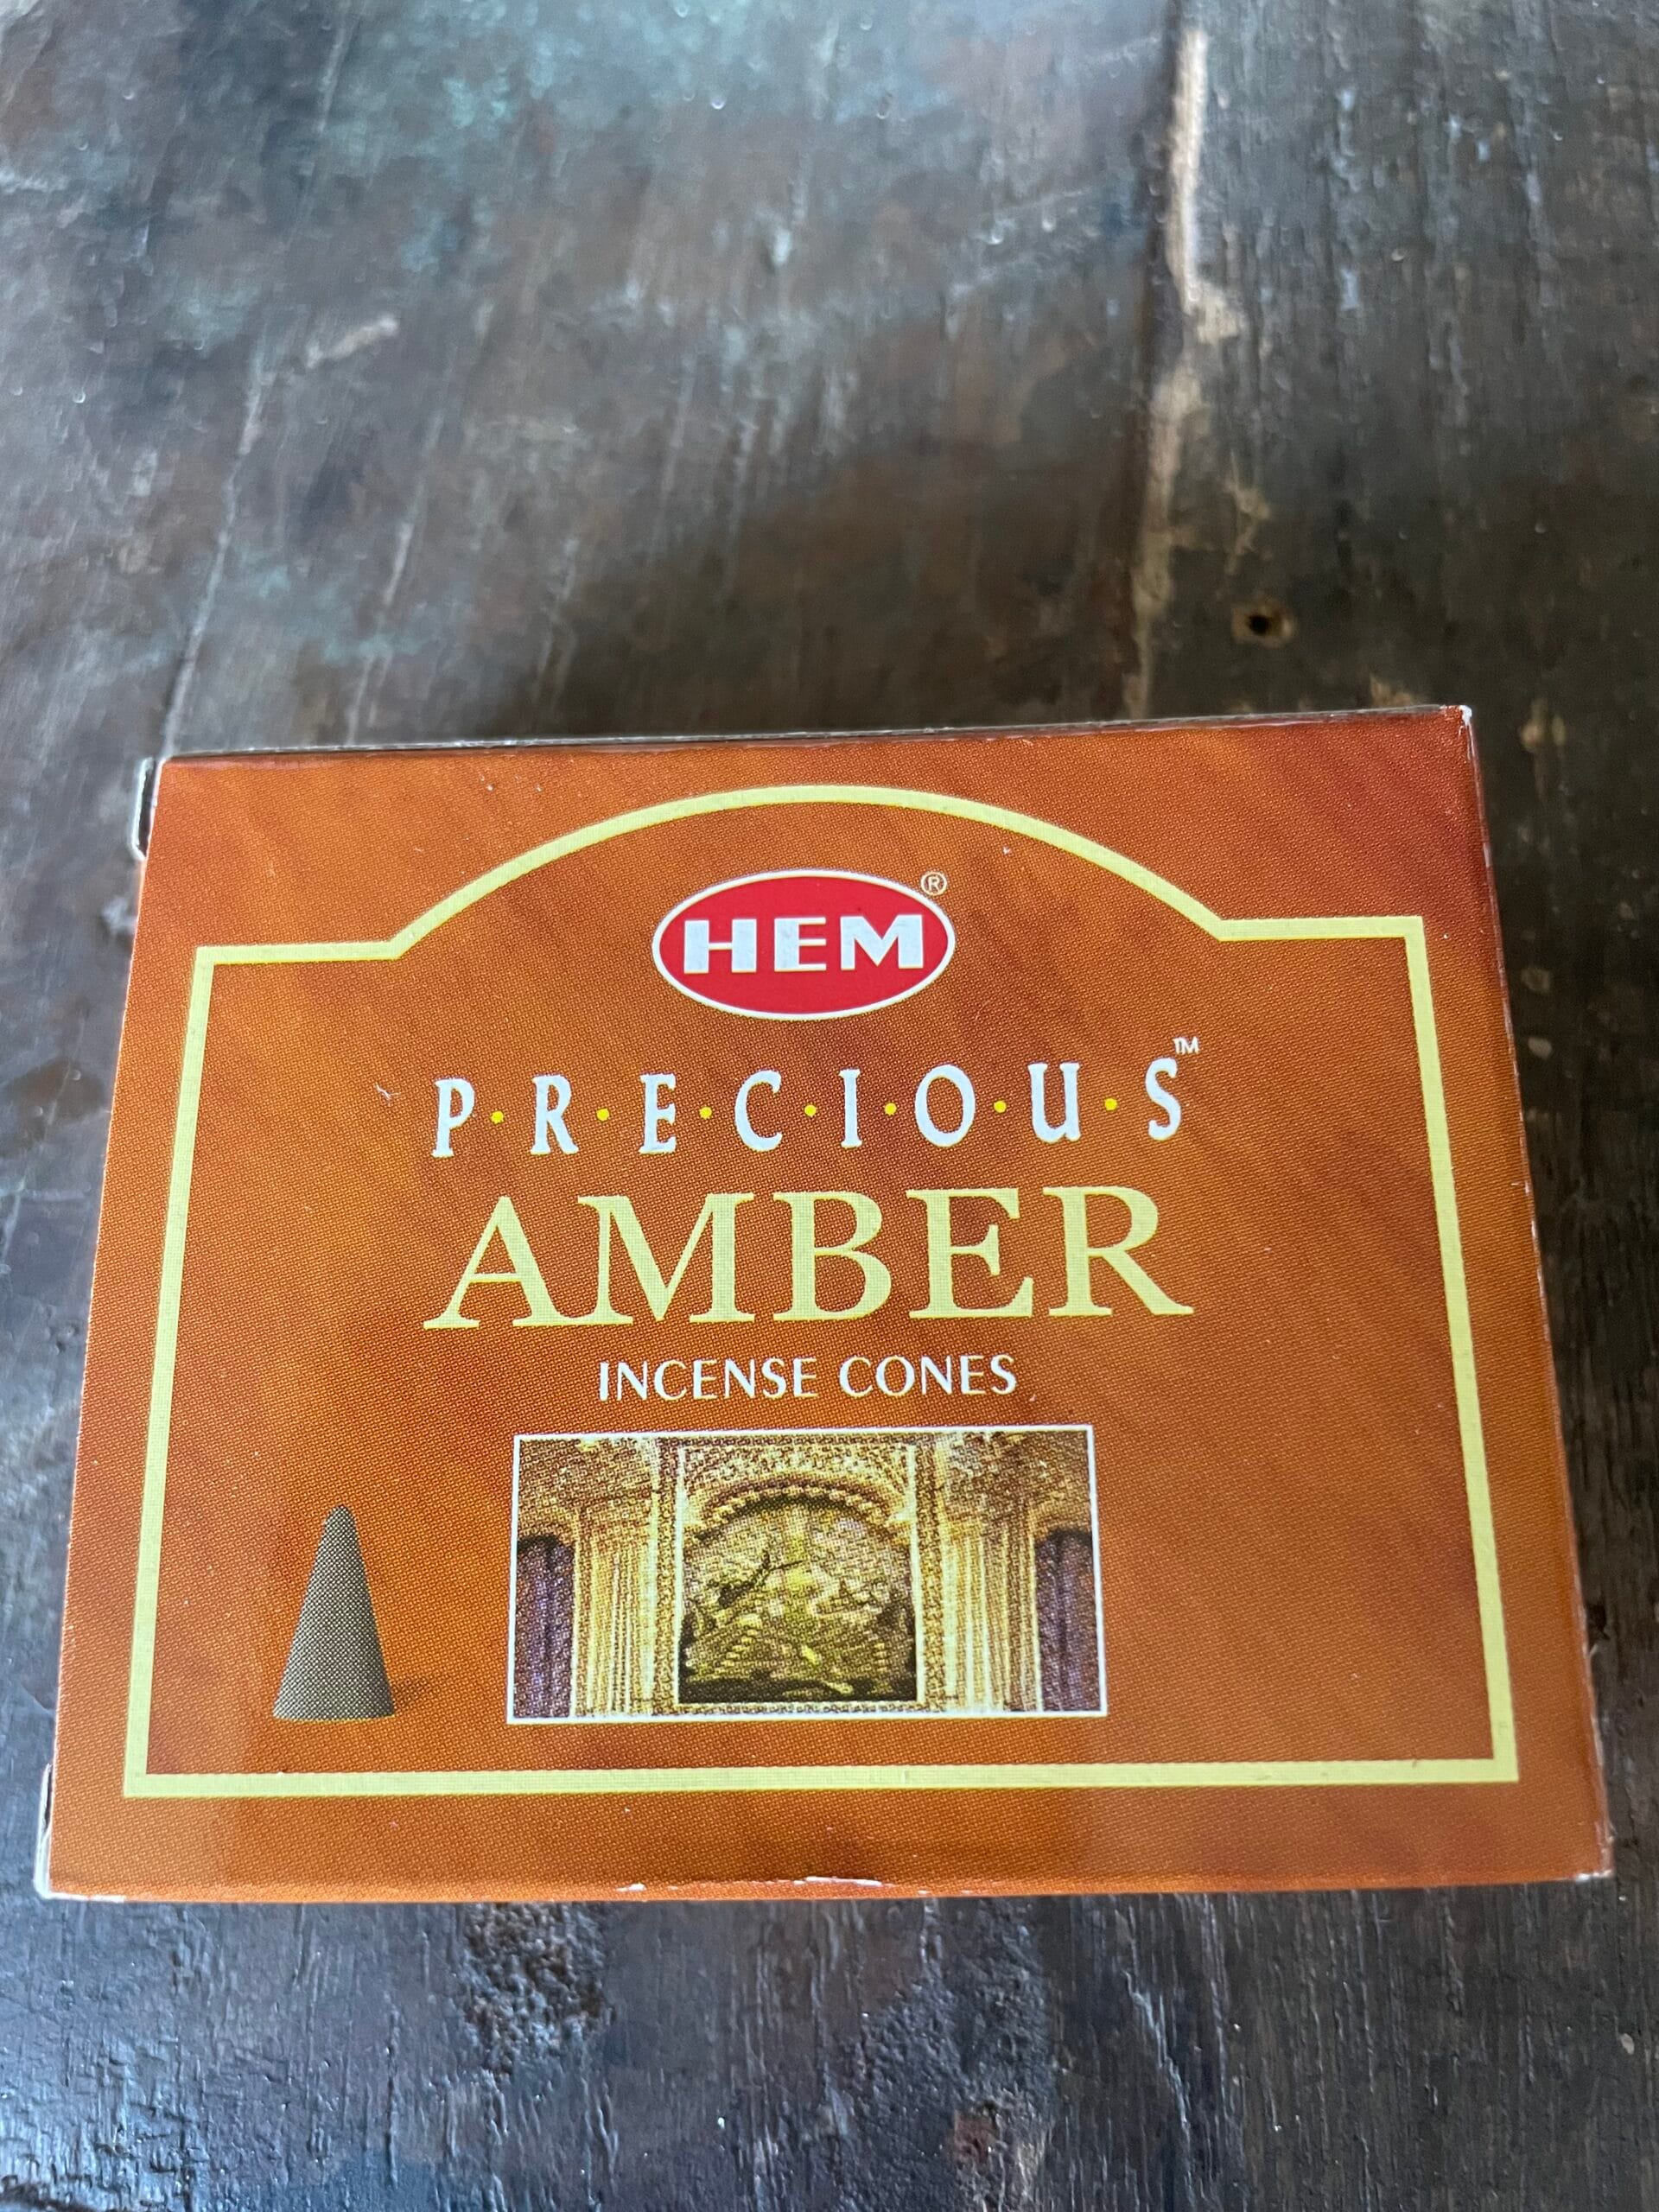 HEM®
P·R·E·C·I·O·U·S™
AMBER
INCENSE CONES